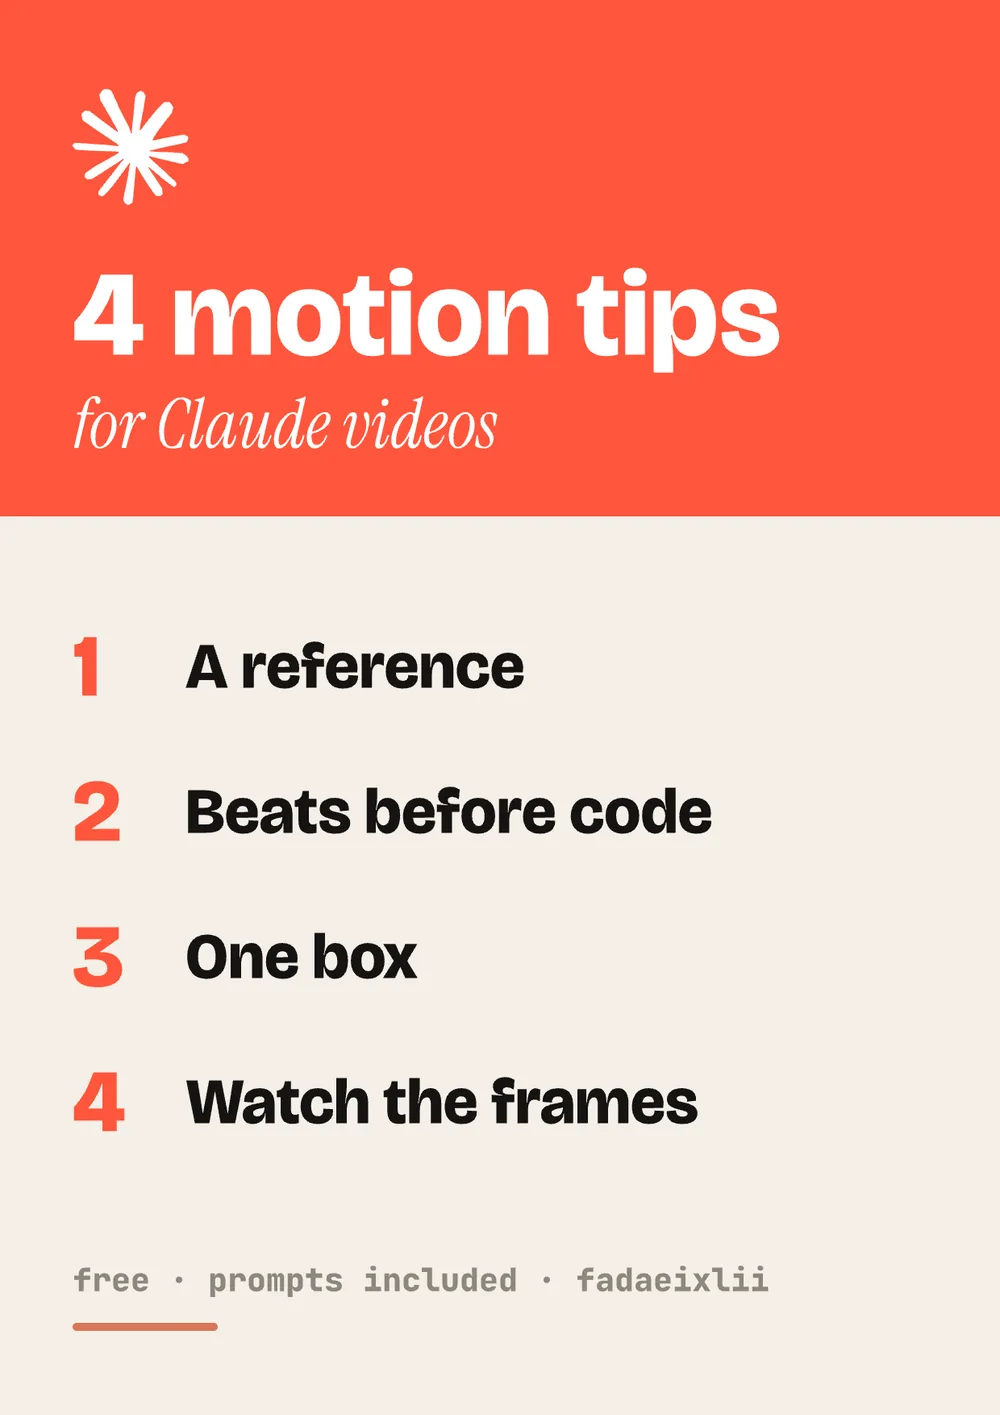 4 motion tips
for Claude videos
1 A reference
2 Beats before code
3 One box
4 Watch the frames
free · prompts included · fadaeixlii